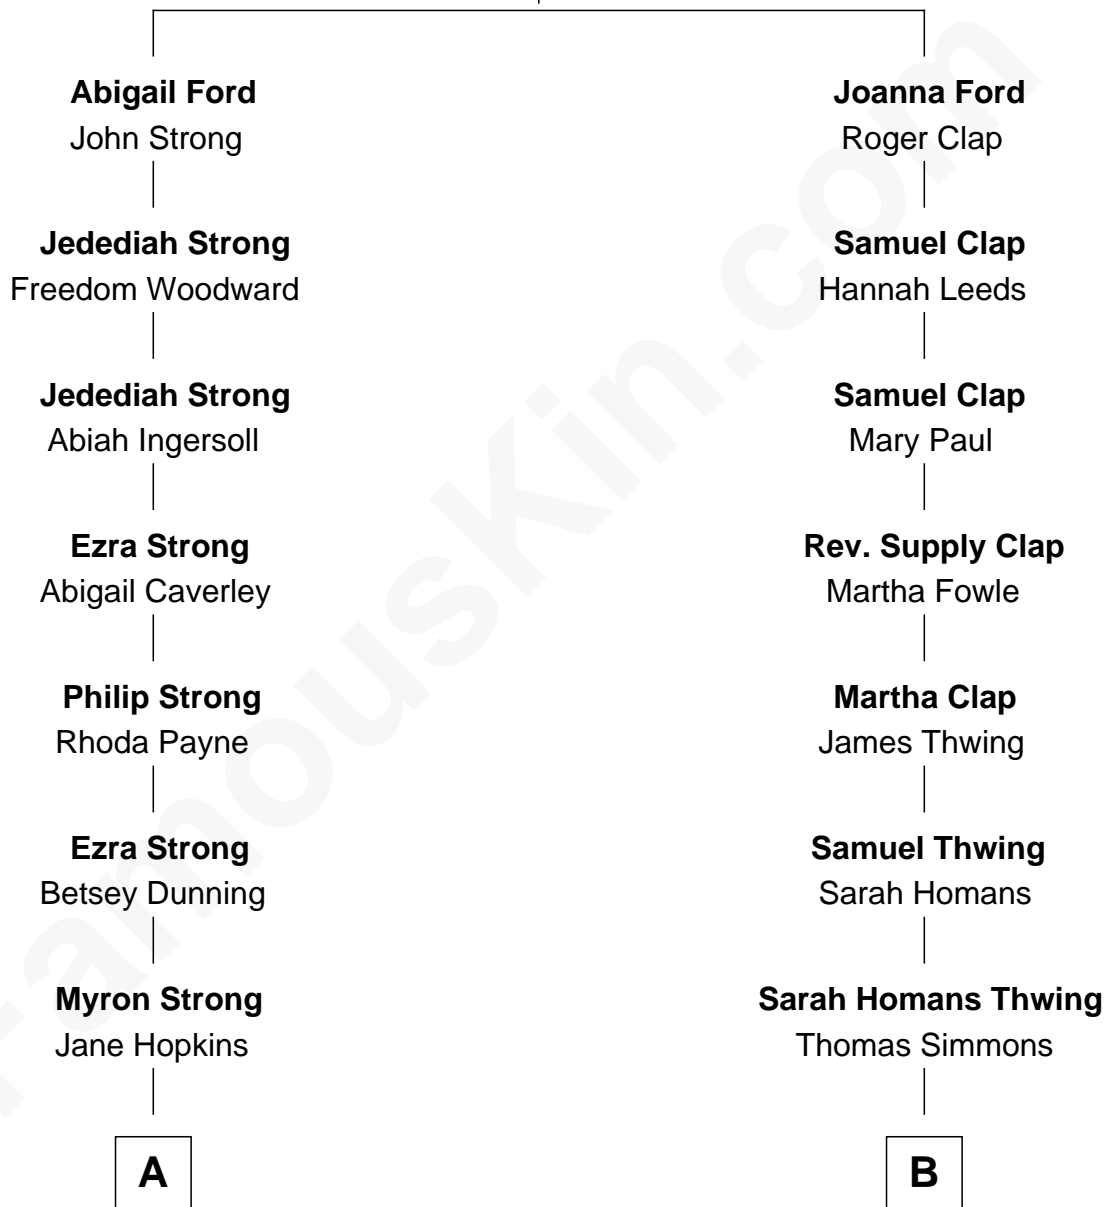 Abigail Ford
John Strong
Joanna Ford
Roger Clap
Jedediah Strong
Freedom Woodward
Samuel Clap
Hannah Leeds
Jedediah Strong
Abiah Ingersoll
Samuel Clap
Mary Paul
Ezra Strong
Abigail Caverley
Rev. Supply Clap
Martha Fowle
Philip Strong
Rhoda Payne
Martha Clap
James Thwing
Ezra Strong
Betsey Dunning
Samuel Thwing
Sarah Homans
Myron Strong
Jane Hopkins
Sarah Homans Thwing
Thomas Simmons
A
B
FamousKin.com